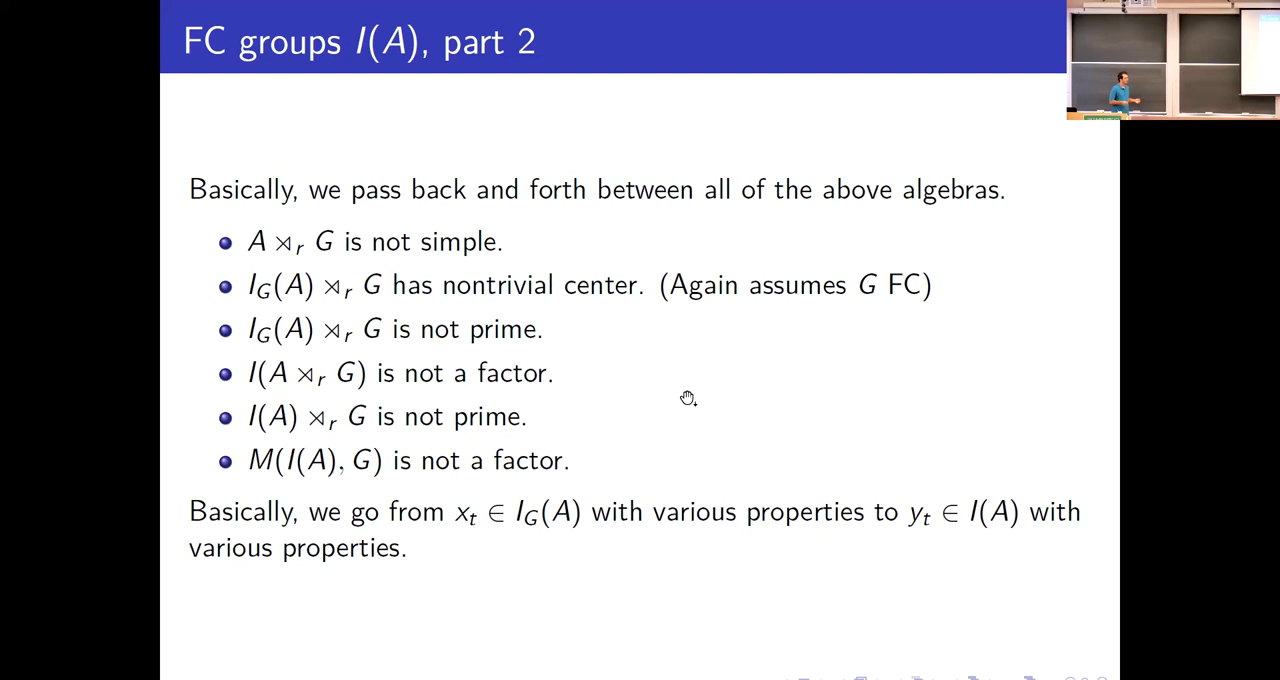 FC groups I(A), part 2
Basically, we pass back and forth between all of the above algebras.
A ⋊r G is not simple.
IG(A) ⋊r G has nontrivial center. (Again assumes G FC)
IG(A) ⋊r G is not prime.
I(A ⋊r G) is not a factor.
I(A) ⋊r G is not prime.
M(I(A), G) is not a factor.
Basically, we go from xt ∈ IG(A) with various properties to yt ∈ I(A) with
various properties.